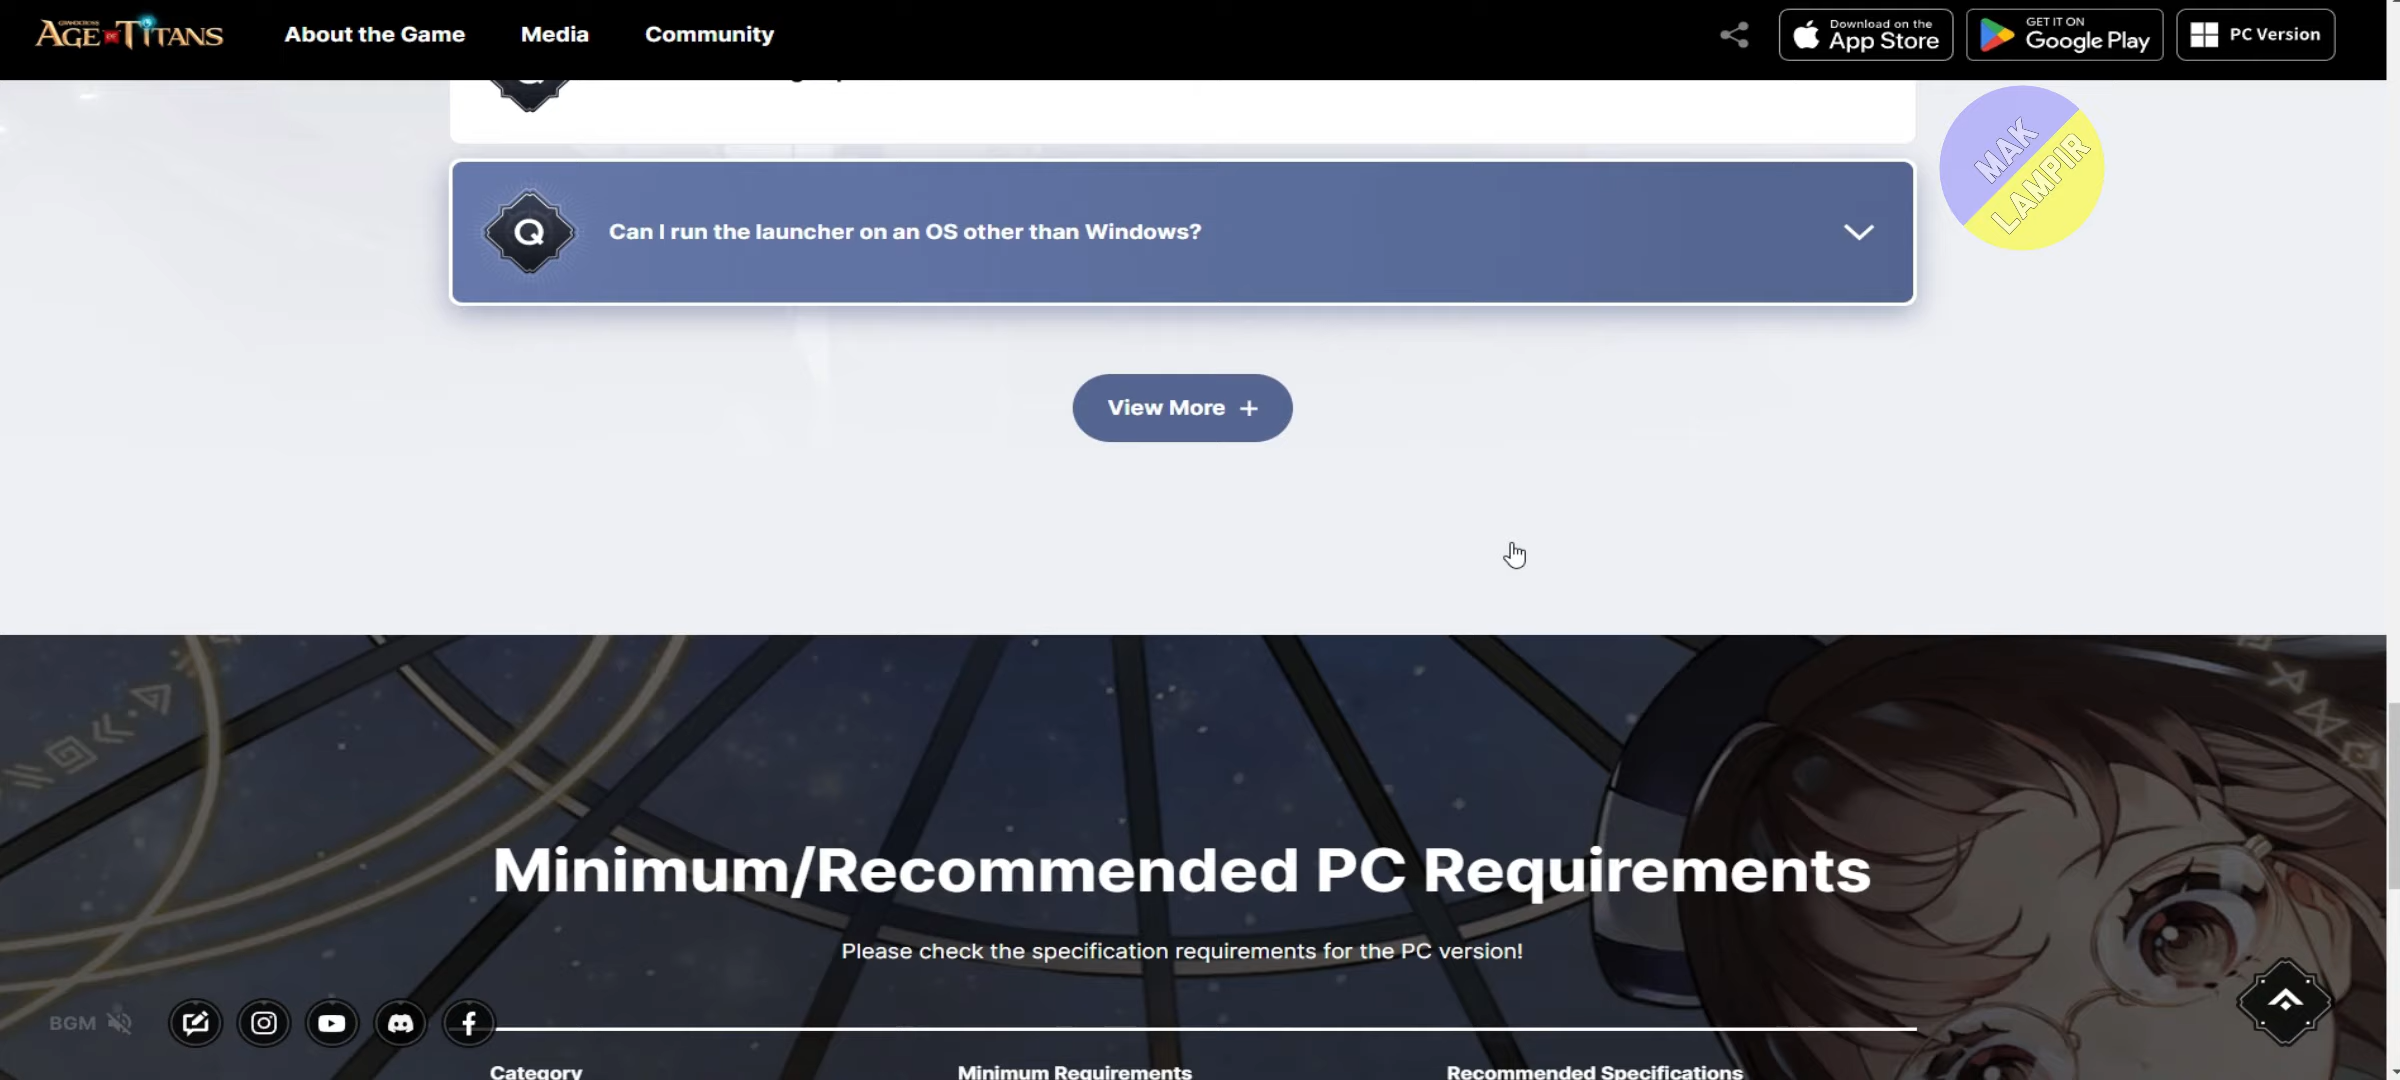 GRANDCROSS
AGE OF TITANS
About the Game
Media
Community
Download on the
App Store
GET IT ON
Google Play
PC Version
MAK
LAMPIR
Q
Can I run the launcher on an OS other than Windows?
View More +
Minimum/Recommended PC Requirements
Please check the specification requirements for the PC version!
BGM
Category
Minimum Requirements
Recommended Specifications